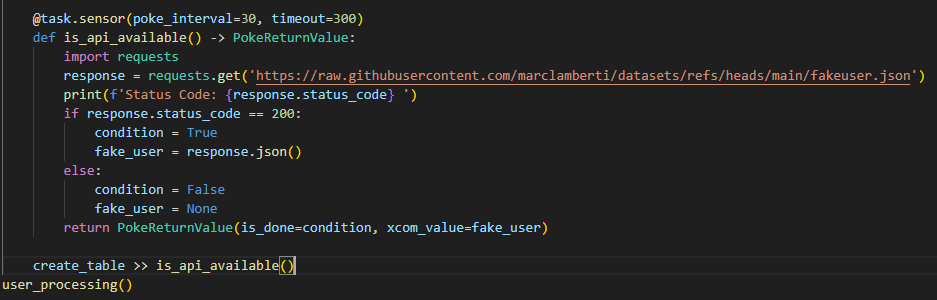 @task.sensor(poke_interval=30, timeout=300)
def is_api_available() -> PokeReturnValue:
    import requests
    response = requests.get('https://raw.githubusercontent.com/marclamberti/datasets/refs/heads/main/fakeuser.json')
    print(f'Status Code: {response.status_code} ')
    if response.status_code == 200:
        condition = True
        fake_user = response.json()
    else:
        condition = False
        fake_user = None
    return PokeReturnValue(is_done=condition, xcom_value=fake_user)
create_table >> is_api_available()
user_processing()